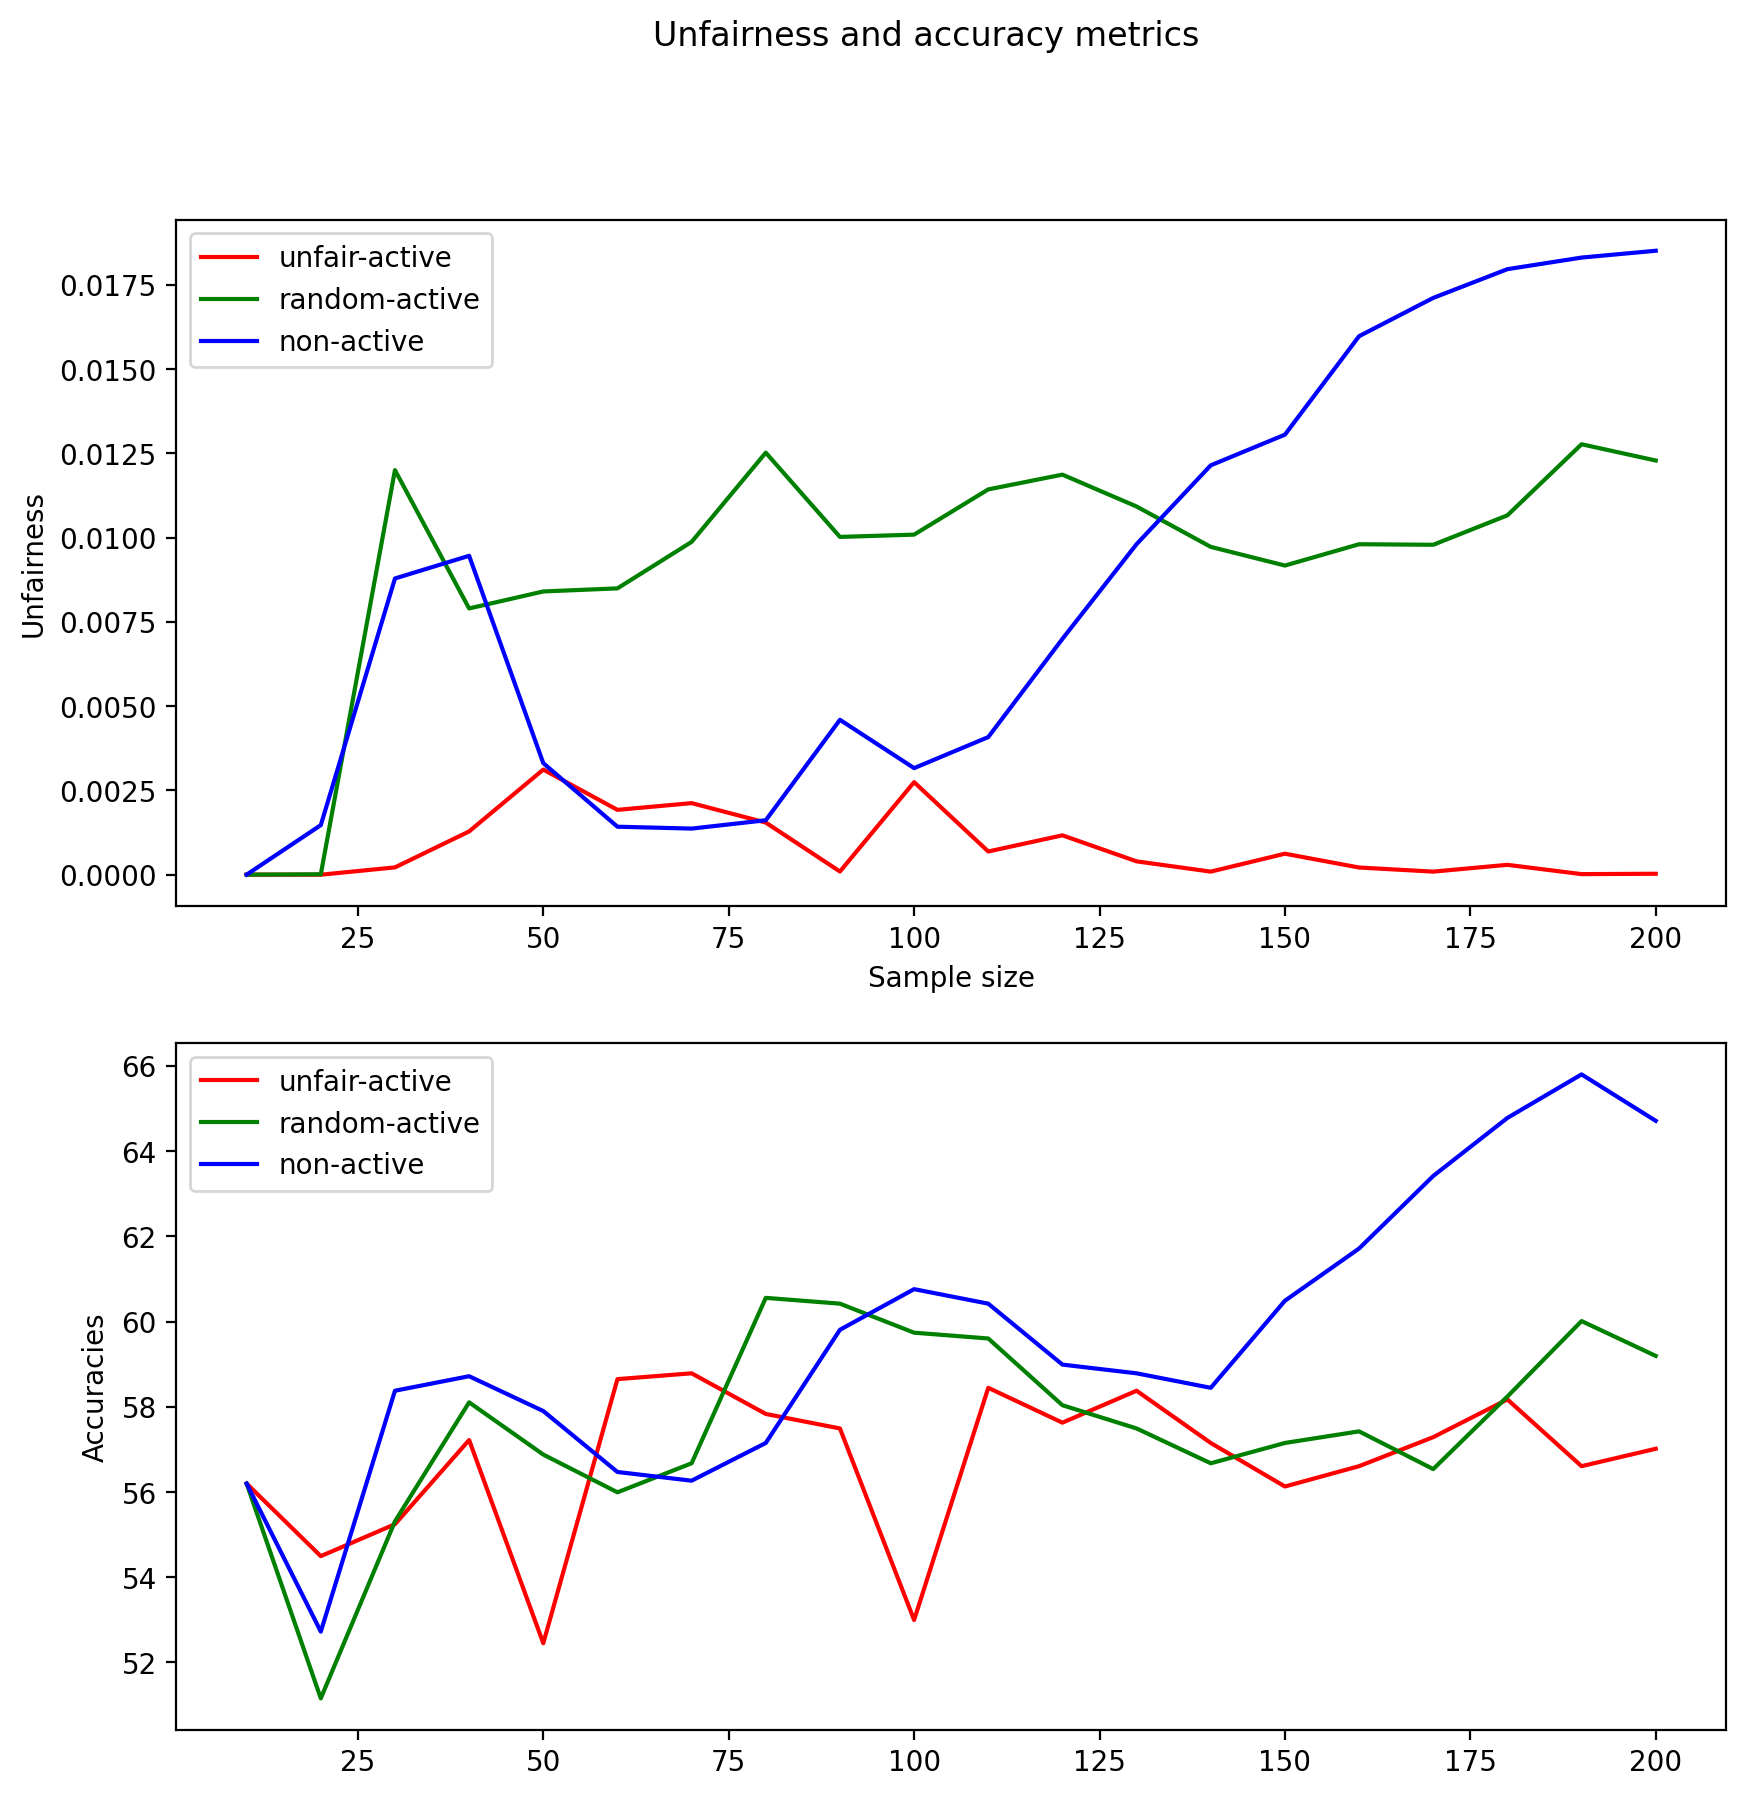 Unfairness and accuracy metrics
unfair-active
random-active
non-active
0.0175
0.0150
0.0125
0.0100
0.0075
0.0050
0.0025
0.0000
Unfairness
25 50 75 100 125 150 175 200
Sample size
unfair-active
random-active
non-active
66
64
62
60
58
56
54
52
Accuracies
25 50 75 100 125 150 175 200